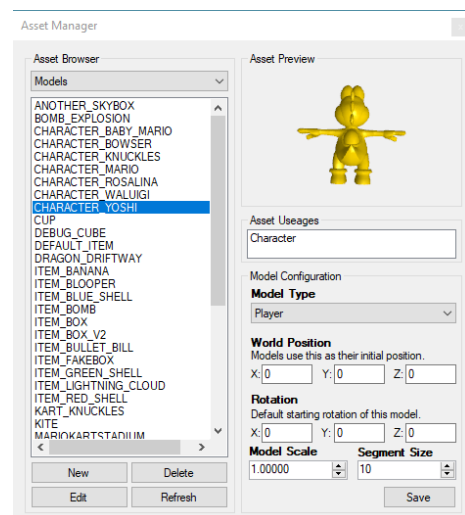 Asset Manager
Asset Browser
Models
ANOTHER_SKYBOX
BOMB_EXPLOSION
CHARACTER_BABY_MARIO
CHARACTER_BOWSER
CHARACTER_KNUCKLES
CHARACTER_MARIO
CHARACTER_ROSALINA
CHARACTER_WALUIGI
CHARACTER_YOSHI
CUP
DEBUG_CUBE
DEFAULT_ITEM
DRAGON_DRIFTWAY
ITEM_BANANA
ITEM_BLOOPER
ITEM_BLUE_SHELL
ITEM_BOMB
ITEM_BOX
ITEM_BOX_V2
ITEM_BULLET_BILL
ITEM_FAKEBOX
ITEM_GREEN_SHELL
ITEM_LIGHTNING_CLOUD
ITEM_RED_SHELL
KART_KNUCKLES
KITE
MARIOKARTSTADIUM
New Delete
Edit Refresh
Asset Preview
Asset Useages
Character
Model Configuration
Model Type
Player
World Position
Models use this as their initial position.
X: 0 Y: 0 Z: 0
Rotation
Default starting rotation of this model.
X: 0 Y: 0 Z: 0
Model Scale Segment Size
1.00000 10
Save